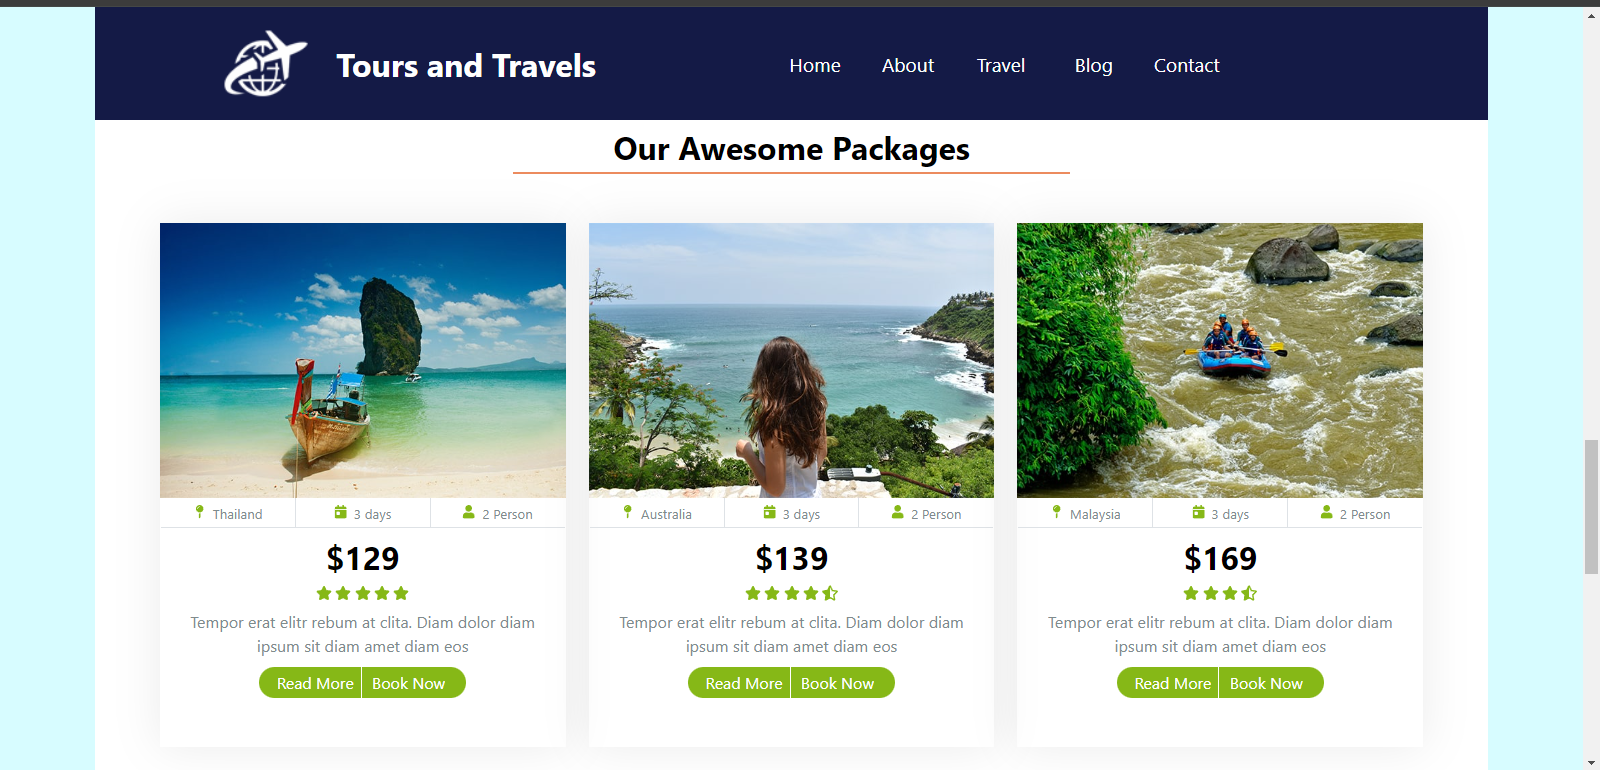 Tours and Travels
Home About Travel Blog Contact
Our Awesome Packages
Thailand 3 days 2 Person
$129
Tempor erat elitr rebum at clita. Diam dolor diam
ipsum sit diam amet diam eos
Read More Book Now
Australia 3 days 2 Person
$139
Tempor erat elitr rebum at clita. Diam dolor diam
ipsum sit diam amet diam eos
Read More Book Now
Malaysia 3 days 2 Person
$169
Tempor erat elitr rebum at clita. Diam dolor diam
ipsum sit diam amet diam eos
Read More Book Now